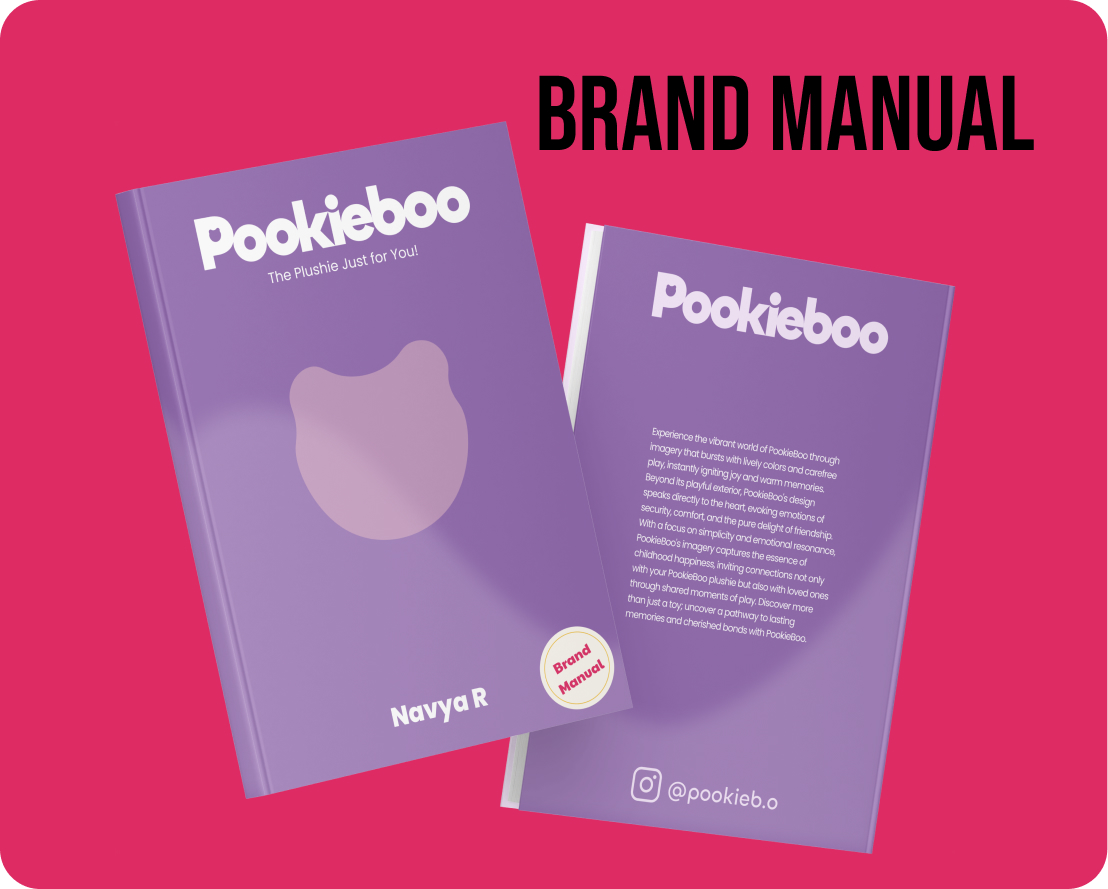 BRAND MANUAL
Pookieboo
The Plushie Just for You!
Navya R
Brand
Manual
Pookieboo
Experience the vibrant world of PookieBoo through
imagery that bursts with lively colors and carefree
play, instantly igniting joy and warm memories.
Beyond its playful exterior, PookieBoo's design
speaks directly to the heart, evoking emotions of
security, comfort, and the pure delight of friendship.
With a focus on simplicity and emotional resonance,
PookieBoo's imagery captures the essence of
childhood happiness, inviting connections not only
with your PookieBoo plushie but also with loved ones
through shared moments of play. Discover more
than just a toy; uncover a pathway to lasting
memories and cherished bonds with PookieBoo.
@pookieb.o